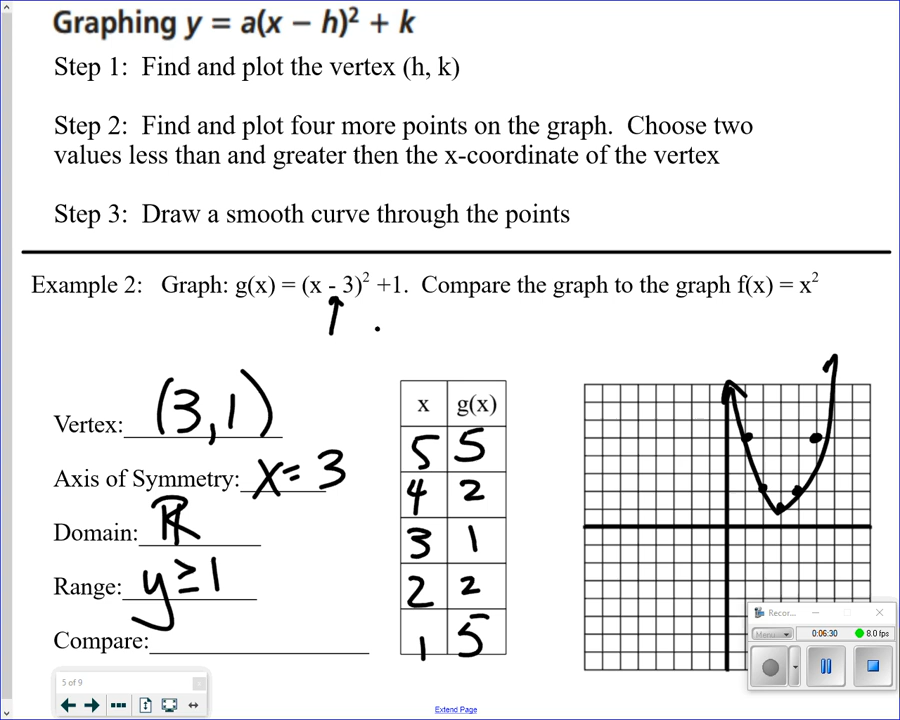 Graphing y = a(x − h)² + k
Step 1: Find and plot the vertex (h, k)
Step 2: Find and plot four more points on the graph. Choose two
values less than and greater then the x-coordinate of the vertex
Step 3: Draw a smooth curve through the points
Example 2: Graph: g(x) = (x - 3)² +1. Compare the graph to the graph f(x) = x²
Vertex: (3,1)
Axis of Symmetry: x=3
Domain: ℝ
Range: y≥1
Compare:
x g(x)
5 5
4 2
3 1
2 2
1 5
Recor...
Menu 0:06:30 8.0 fps
5 of 9
Extend Page